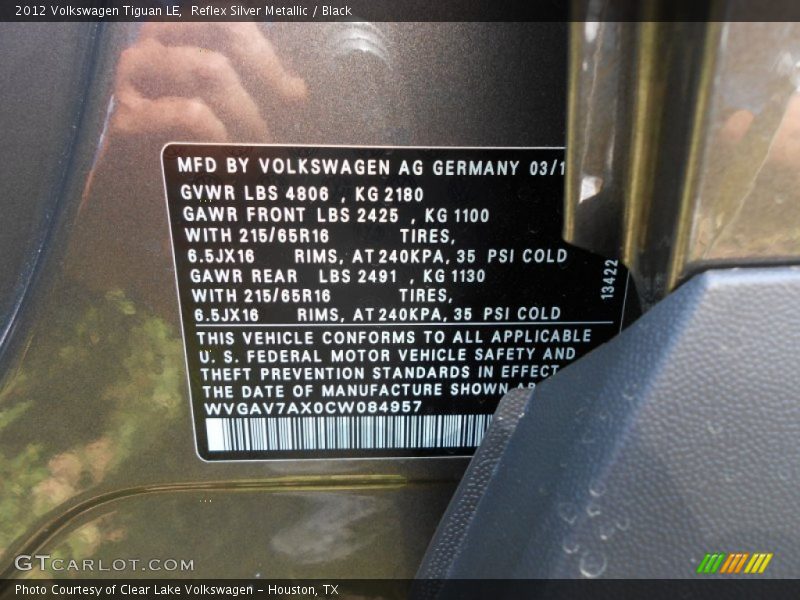 2012 Volkswagen Tiguan LE, Reflex Silver Metallic / Black
MFD BY VOLKSWAGEN AG GERMANY 03/1
GVWR LBS 4806 , KG 2180
GAWR FRONT LBS 2425 , KG 1100
WITH 215/65R16 TIRES,
6.5JX16 RIMS, AT 240KPA, 35 PSI COLD
GAWR REAR LBS 2491 , KG 1130
WITH 215/65R16 TIRES,
6.5JX16 RIMS, AT 240KPA, 35 PSI COLD
13422
THIS VEHICLE CONFORMS TO ALL APPLICABLE
U. S. FEDERAL MOTOR VEHICLE SAFETY AND
THEFT PREVENTION STANDARDS IN EFFECT
THE DATE OF MANUFACTURE SHOWN
WVGAV7AX0CW084957
GTCARLOT.COM
Photo Courtesy of Clear Lake Volkswagen - Houston, TX